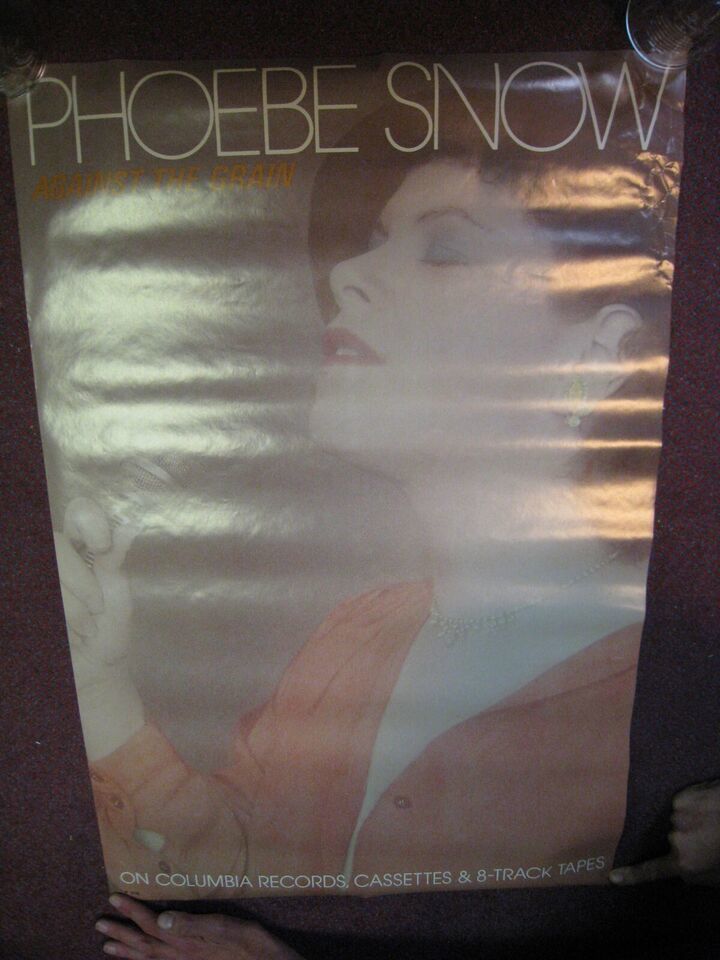 PHOEBE SNOW
AGAINST THE GRAIN
ON COLUMBIA RECORDS, CASSETTES & 8-TRACK TAPES